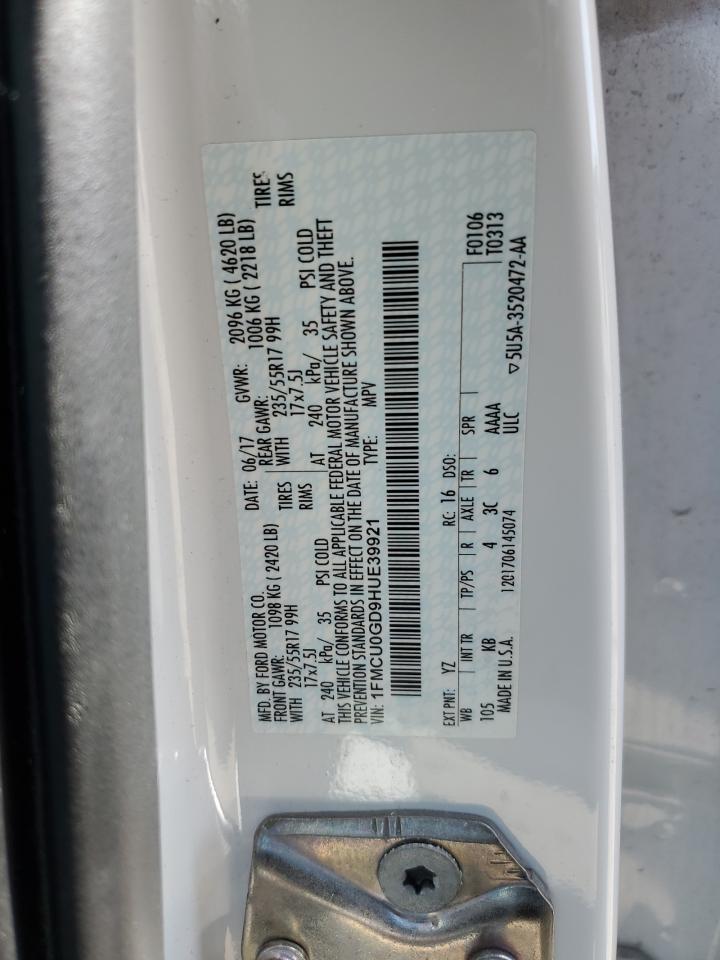 MFD. BY FORD MOTOR CO. DATE: 06/17 GVWR: 2096 KG ( 4620 LB)
FRONT GAWR: 1098 KG ( 2420 LB) REAR GAWR: 1006 KG ( 2218 LB)
WITH 235/55R17 99H TIRES WITH 235/55R17 99H TIRES
17x7.5J RIMS 17x7.5J RIMS
AT 240 kPa/ 35 PSI COLD AT 240 kPa/ 35 PSI COLD
THIS VEHICLE CONFORMS TO ALL APPLICABLE FEDERAL MOTOR VEHICLE SAFETY AND THEFT
PREVENTION STANDARDS IN EFFECT ON THE DATE OF MANUFACTURE SHOWN ABOVE.
VIN: 1FMCU0GD9HUE39921 TYPE: MPV
EXT PNT: YZ RC: 16 DSO: F0106
WB INT TR TP/PS R AXLE TR SPR T0313
105 KB 4 3C 6 AAAA
MADE IN U.S.A. 1201706145074 ULC
▽5U5A-3520472-AA